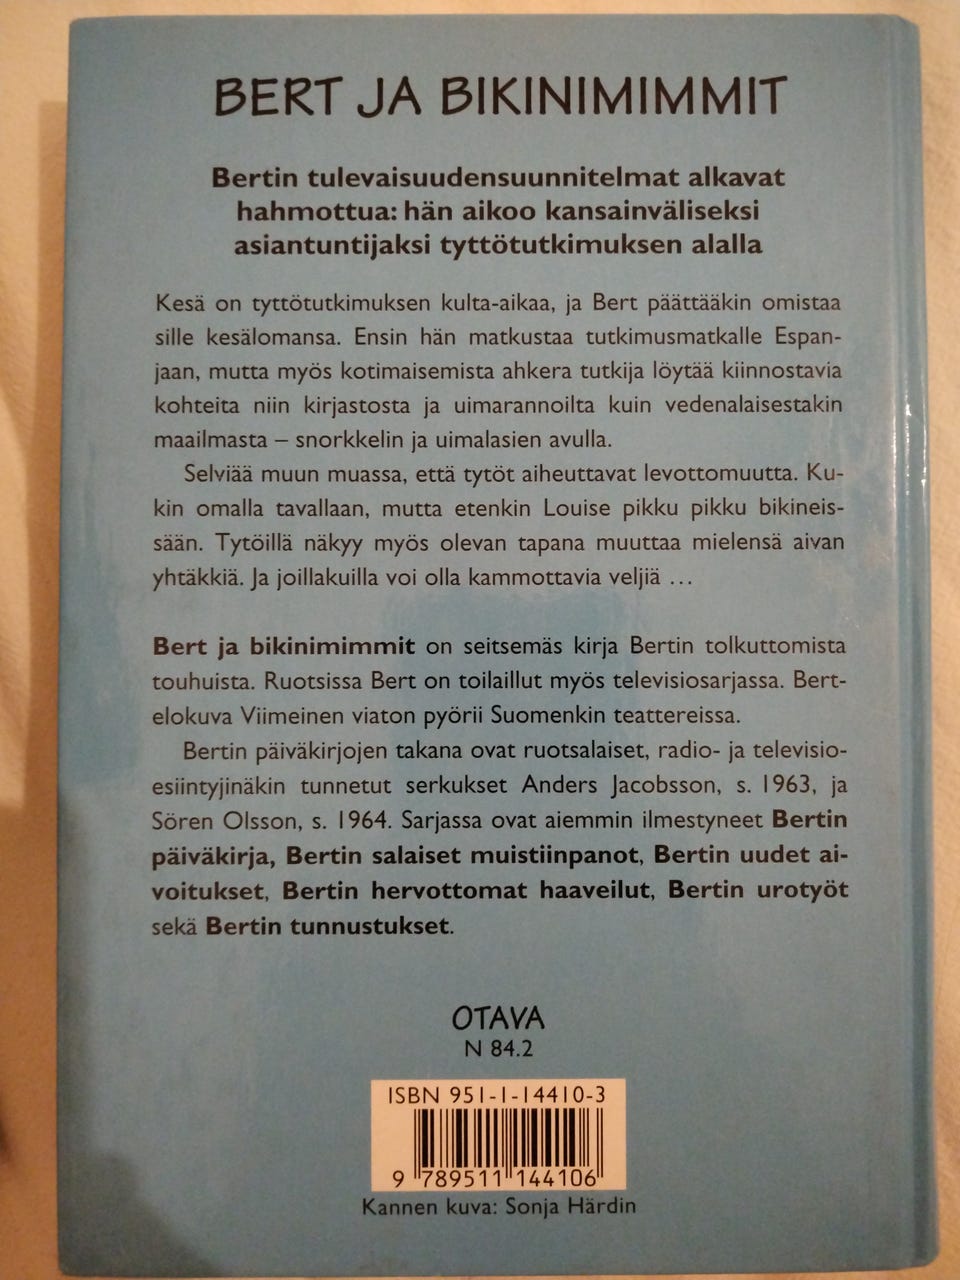 BERT JA BIKINIMIMMIT
Bertin tulevaisuudensuunnitelmat alkavat
hahmottua: hän aikoo kansainväliseksi
asiantuntijaksi tyttötutkimuksen alalla
Kesä on tyttötutkimuksen kulta-aikaa, ja Bert päättääkin omistaa
sille kesälomansa. Ensin hän matkustaa tutkimusmatkalle Espan-
jaan, mutta myös kotimaisemista ahkera tutkija löytää kiinnostavia
kohteita niin kirjastosta ja uimarannoilta kuin vedenalaisestakin
maailmasta – snorkkelin ja uimalasien avulla.
Selviää muun muassa, että tytöt aiheuttavat levottomuutta. Ku-
kin omalla tavallaan, mutta etenkin Louise pikku pikku bikineis-
sään. Tytöillä näkyy myös olevan tapana muuttaa mielensä aivan
yhtäkkiä. Ja joillakuilla voi olla kammottavia veljiä ...
Bert ja bikinimimmit on seitsemäs kirja Bertin tolkuttomista
touhuista. Ruotsissa Bert on toilaillut myös televisiosarjassa. Bert-
elokuva Viimeinen viaton pyörii Suomenkin teattereissa.
Bertin päiväkirjojen takana ovat ruotsalaiset, radio- ja televisio-
esiintyjinäkin tunnetut serkukset Anders Jacobsson, s. 1963, ja
Sören Olsson, s. 1964. Sarjassa ovat aiemmin ilmestyneet Bertin
päiväkirja, Bertin salaiset muistiinpanot, Bertin uudet ai-
voitukset, Bertin hervottomat haaveilut, Bertin urotyöt
sekä Bertin tunnustukset.
OTAVA
N 84.2
ISBN 951-1-14410-3
9 789511 144106
Kannen kuva: Sonja Härdin